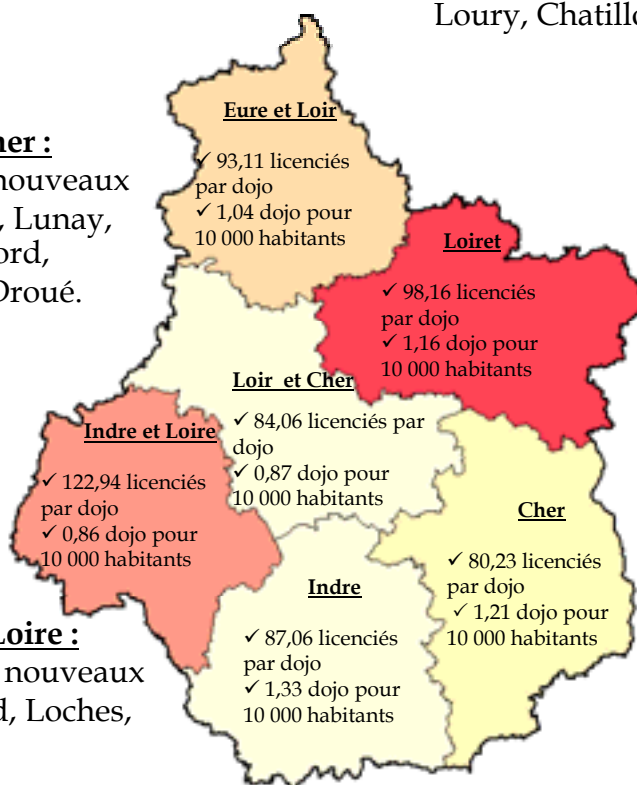 Loury,
Eure et Loir
✓ 93,11 licenciés
par dojo
✓ 1,04 dojo pour
10 000 habitants
nouveaux
, Lunay,
Droué.
Loiret
✓ 98,16 licenciés
par dojo
✓ 1,16 dojo pour
10 000 habitants
Loir et Cher
✓ 84,06 licenciés par
dojo
✓ 0,87 dojo pour
10 000 habitants
Indre et Loire
✓ 122,94 licenciés
par dojo
✓ 0,86 dojo pour
10 000 habitants
Cher
✓ 80,23 licenciés
par dojo
✓ 1,21 dojo pour
10 000 habitants
Indre
✓ 87,06 licenciés
par dojo
✓ 1,33 dojo pour
10 000 habitants
Loire :
nouveaux
Loches,